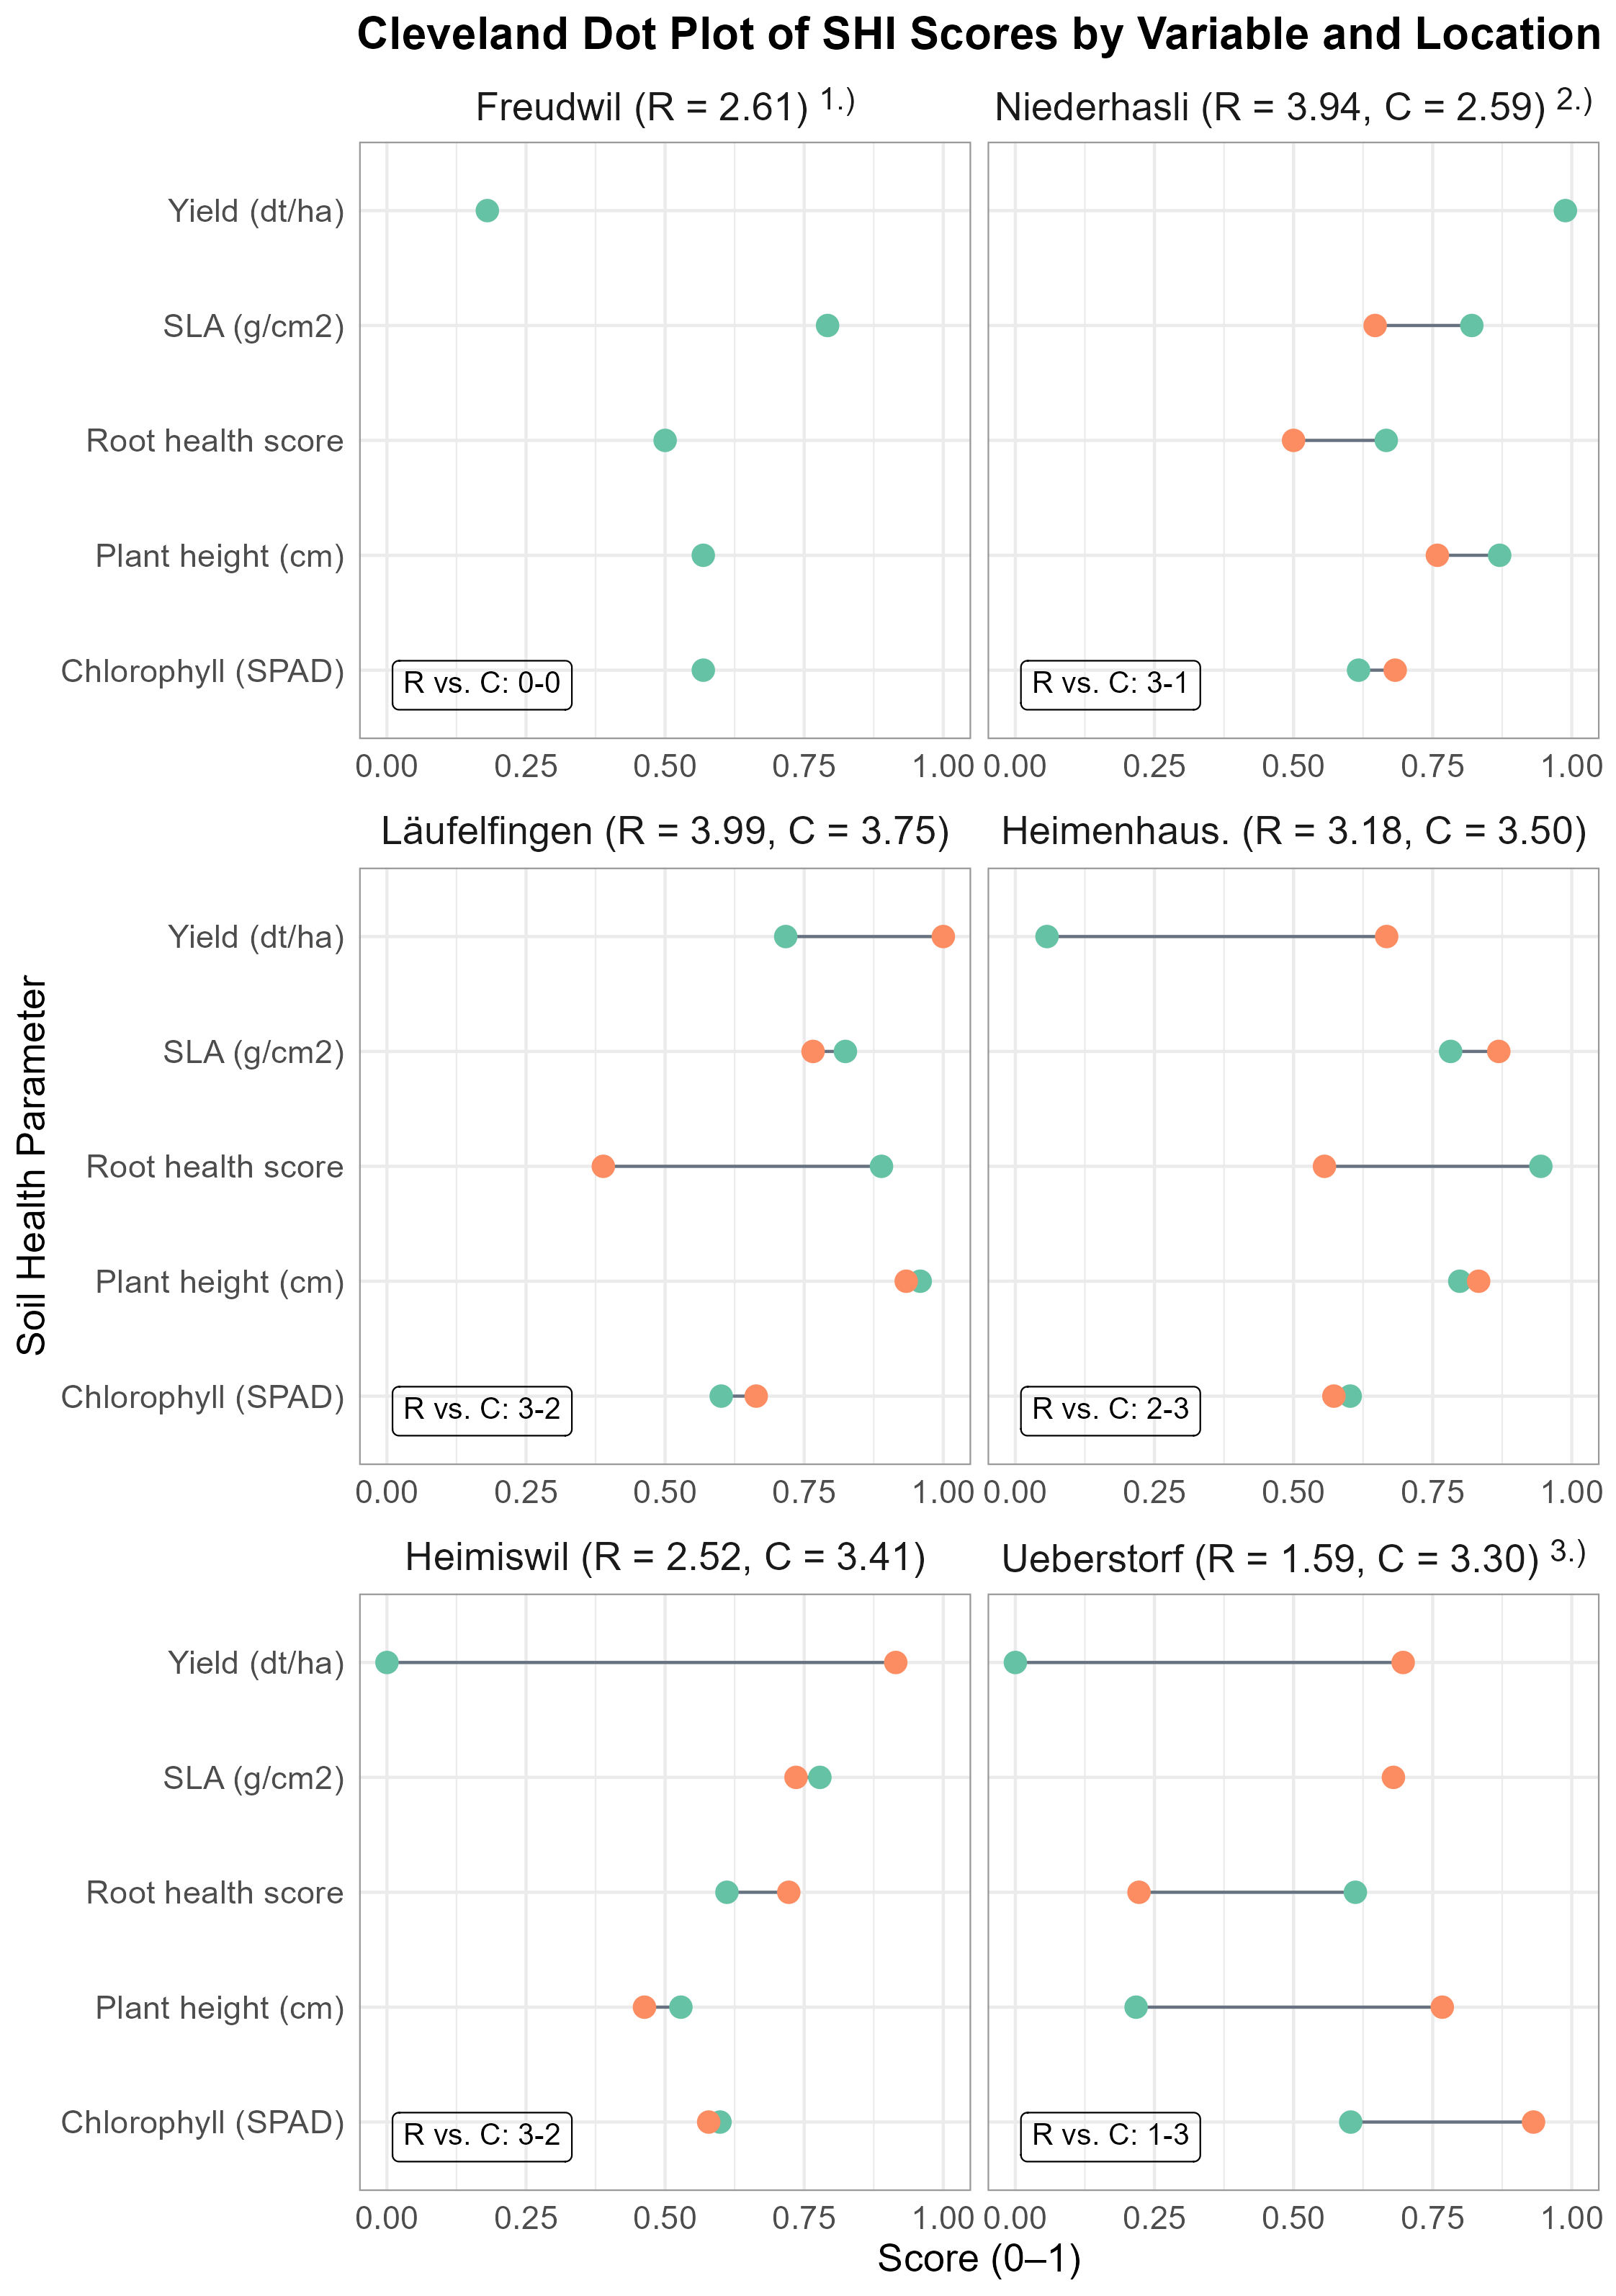 Cleveland Dot Plot of SHI Scores by Variable and Location
Freudwil (R = 2.61) 1.)
Niederhasli (R = 3.94, C = 2.59) 2.)
Yield (dt/ha)
SLA (g/cm2)
Root health score
Plant height (cm)
Chlorophyll (SPAD)
R vs. C: 0-0
R vs. C: 3-1
0.00 0.25 0.50 0.75 1.00 0.00 0.25 0.50 0.75 1.00
Läufelfingen (R = 3.99, C = 3.75)
Heimenhaus. (R = 3.18, C = 3.50)
Soil Health Parameter
Yield (dt/ha)
SLA (g/cm2)
Root health score
Plant height (cm)
Chlorophyll (SPAD)
R vs. C: 3-2
R vs. C: 2-3
0.00 0.25 0.50 0.75 1.00 0.00 0.25 0.50 0.75 1.00
Heimiswil (R = 2.52, C = 3.41)
Ueberstorf (R = 1.59, C = 3.30) 3.)
Yield (dt/ha)
SLA (g/cm2)
Root health score
Plant height (cm)
Chlorophyll (SPAD)
R vs. C: 3-2
R vs. C: 1-3
0.00 0.25 0.50 0.75 1.00 0.00 0.25 0.50 0.75 1.00
Score (0–1)